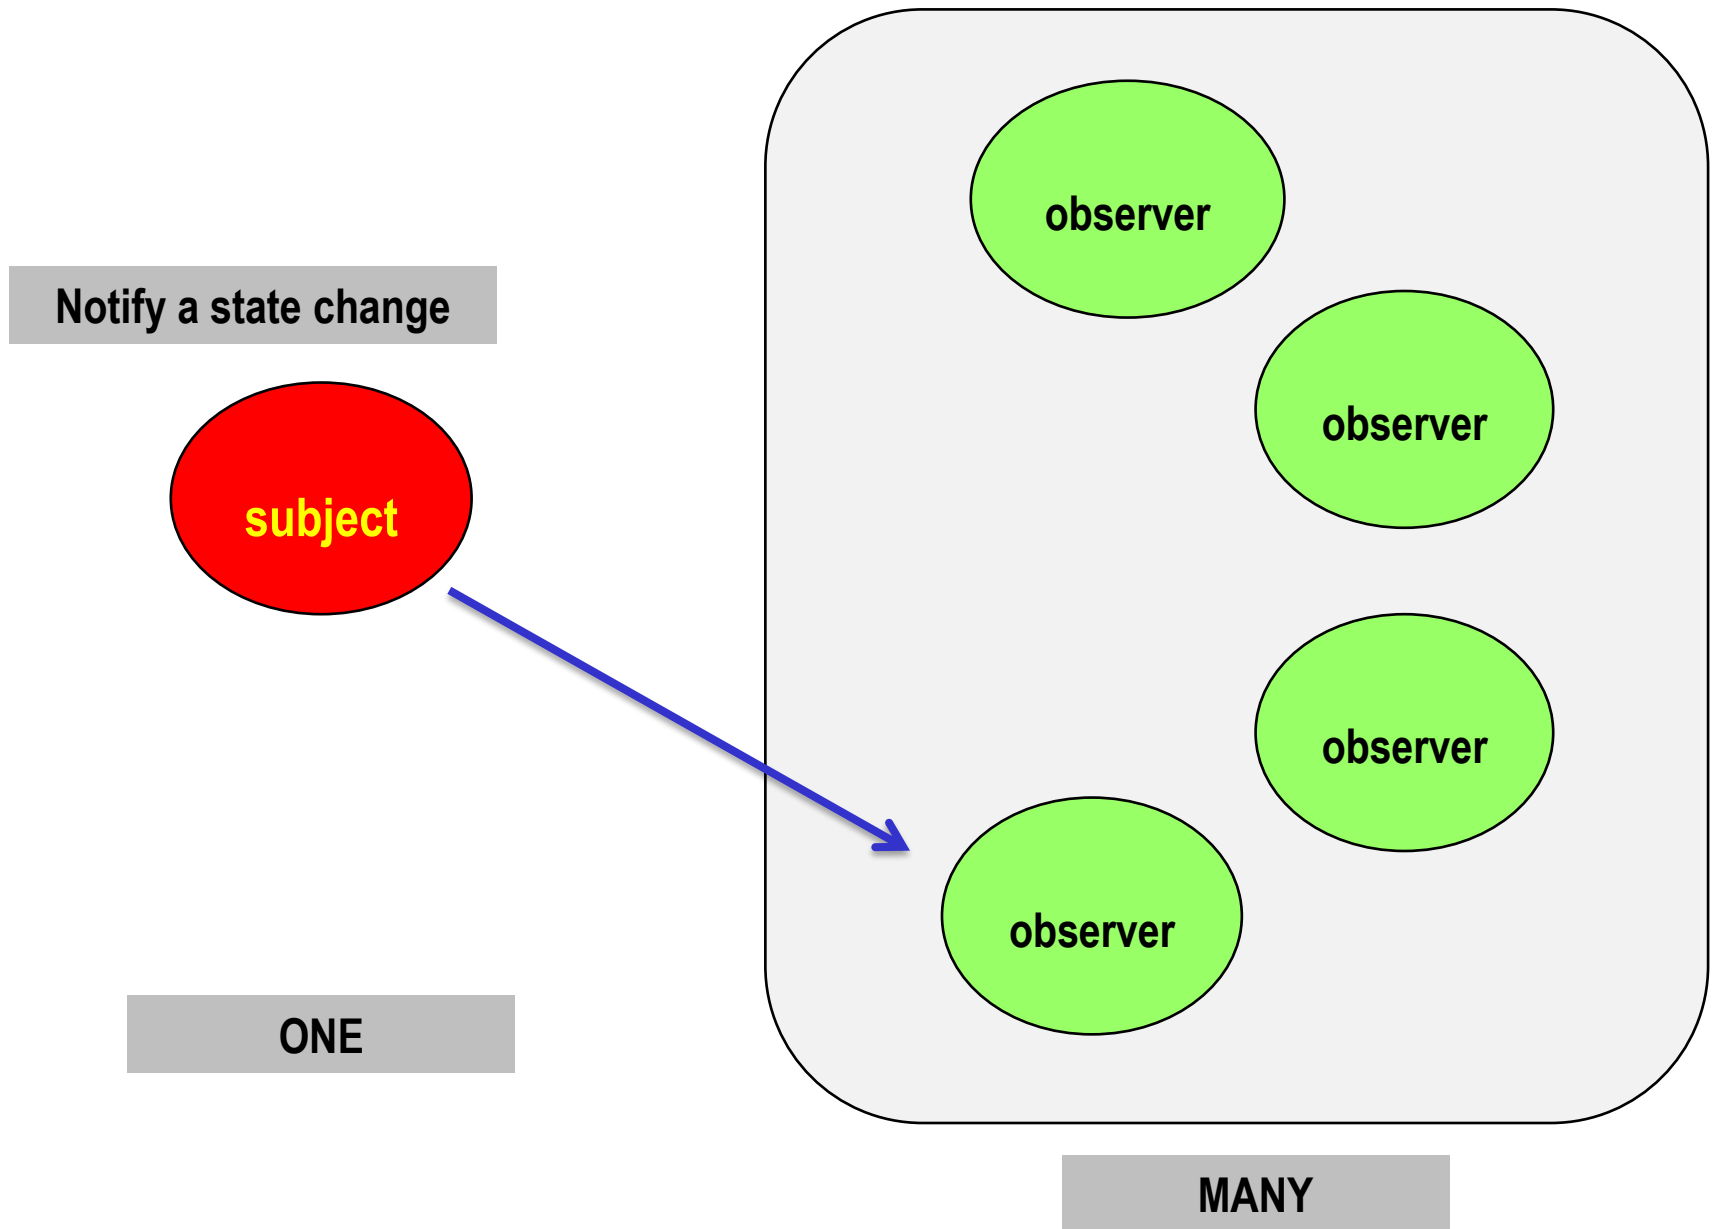 observer
Notify a state change
observer
subject
observer
observer
ONE
MANY